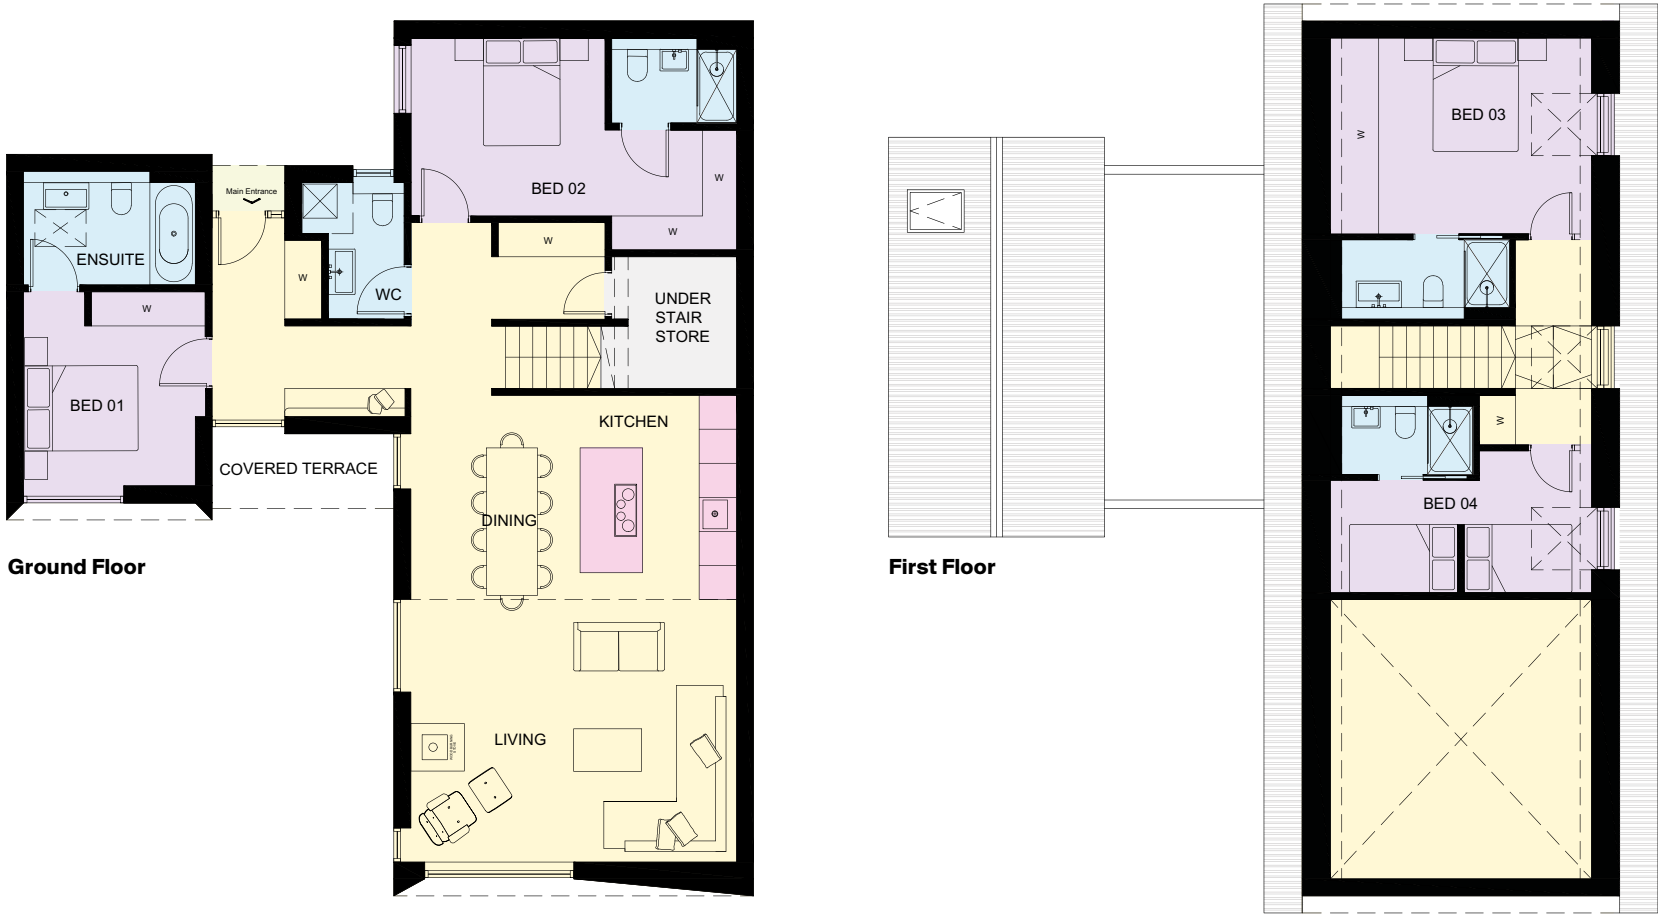 Main Entrance
BED 02
W
W
ENSUITE
W
WC
W
W
UNDER
STAIR
STORE
BED 01
KITCHEN
COVERED TERRACE
DINING
LIVING
Ground Floor
BED 03
W
W
BED 04
First Floor